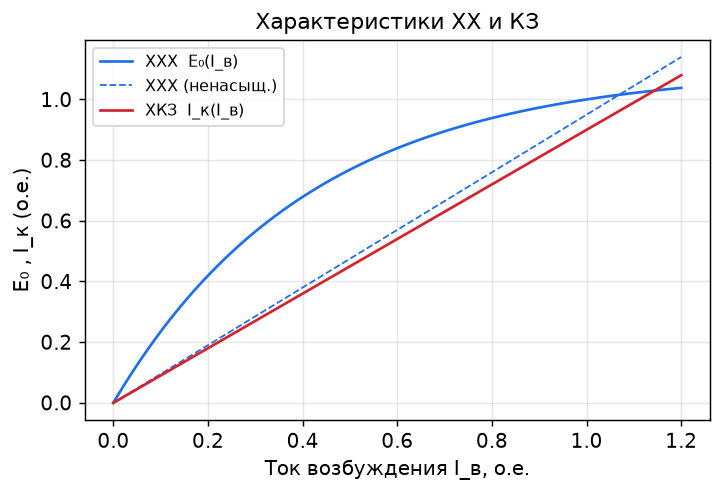 Характеристики ХХ и КЗ
ХХХ E₀(I_в)
ХХХ (ненасыщ.)
ХКЗ I_к(I_в)
E₀ , I_к (о.е.)
1.0
0.8
0.6
0.4
0.2
0.0
0.0 0.2 0.4 0.6 0.8 1.0 1.2
Ток возбуждения I_в, о.е.